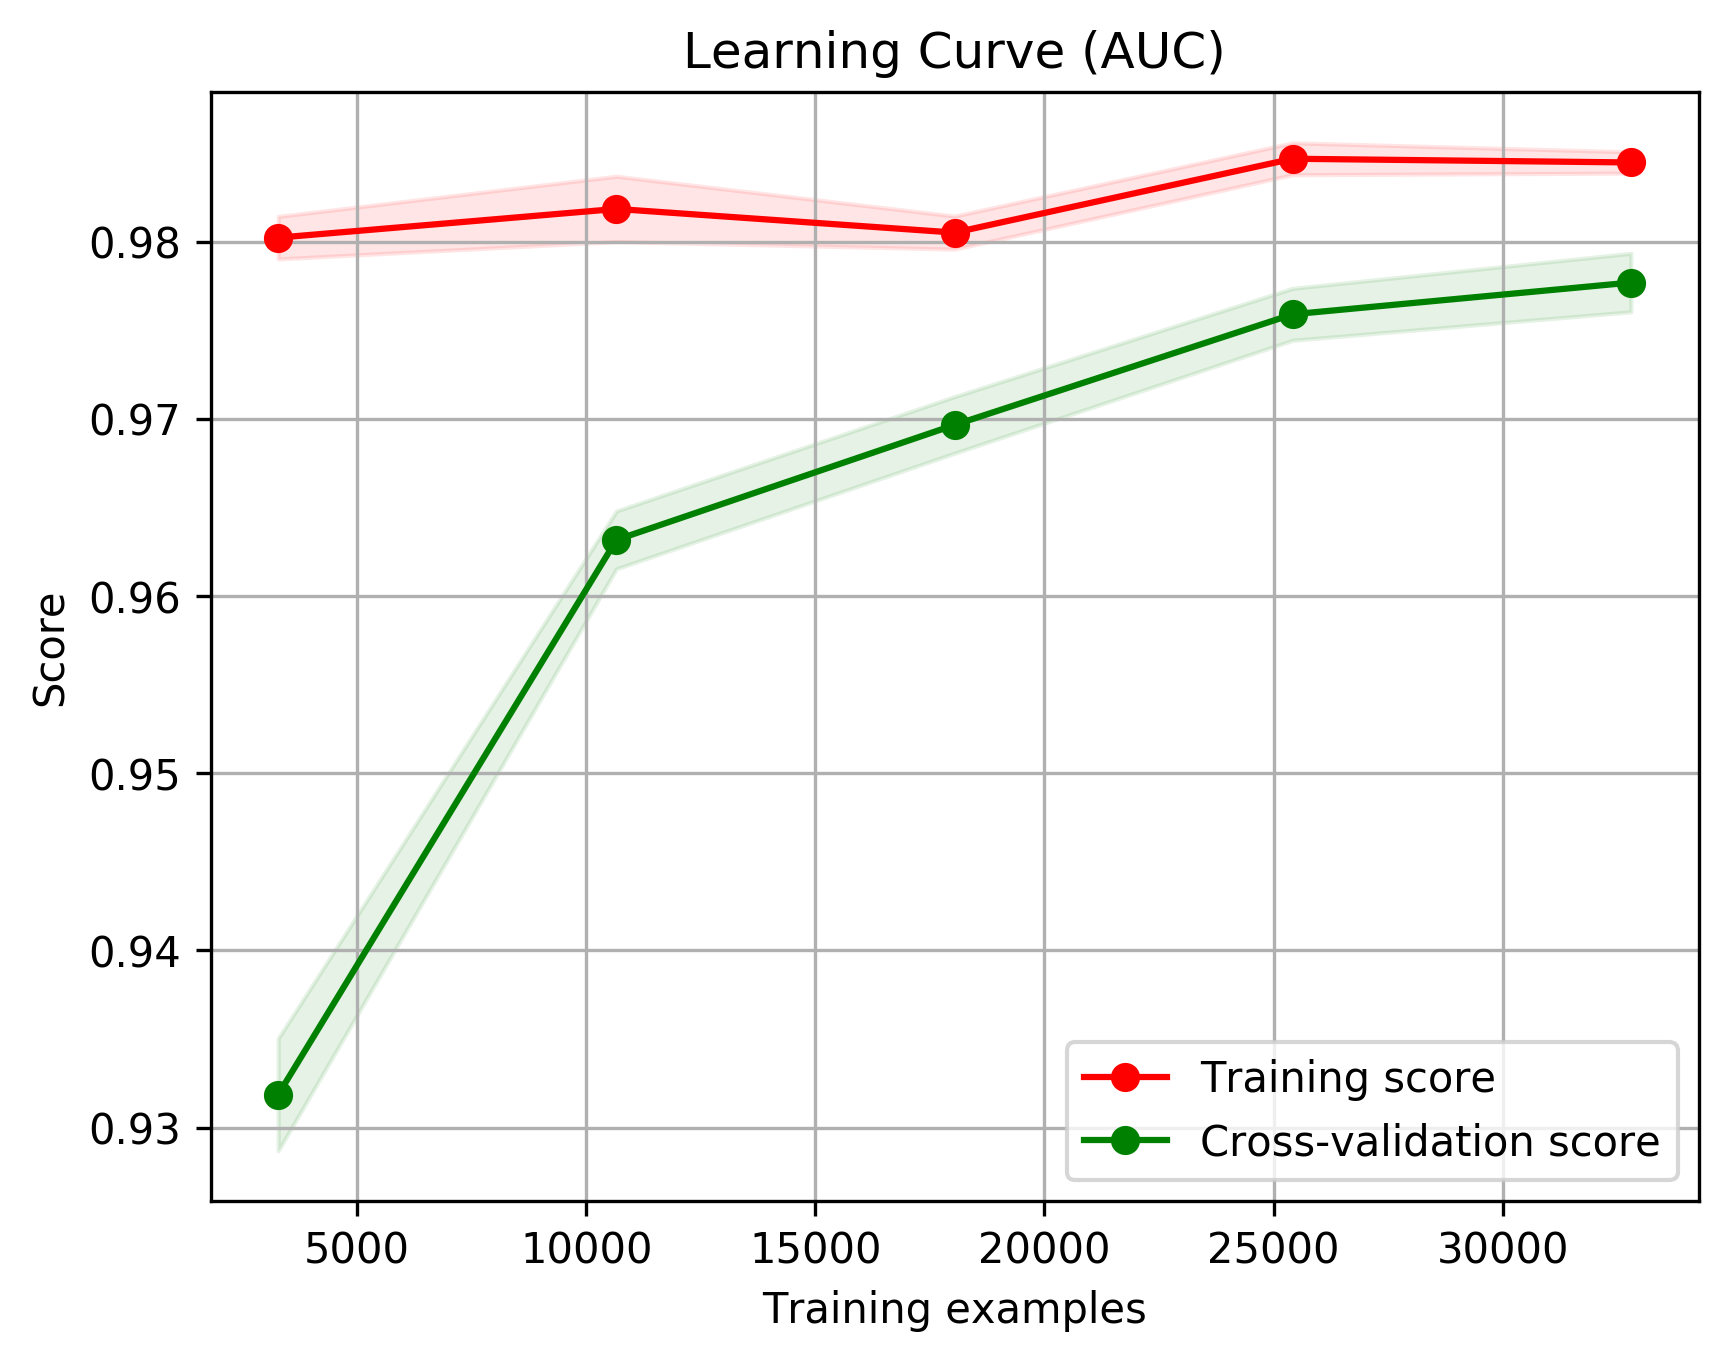 Learning Curve (AUC)
Score
0.98
0.97
0.96
0.95
0.94
0.93
Training score
Cross-validation score
5000 10000 15000 20000 25000 30000
Training examples